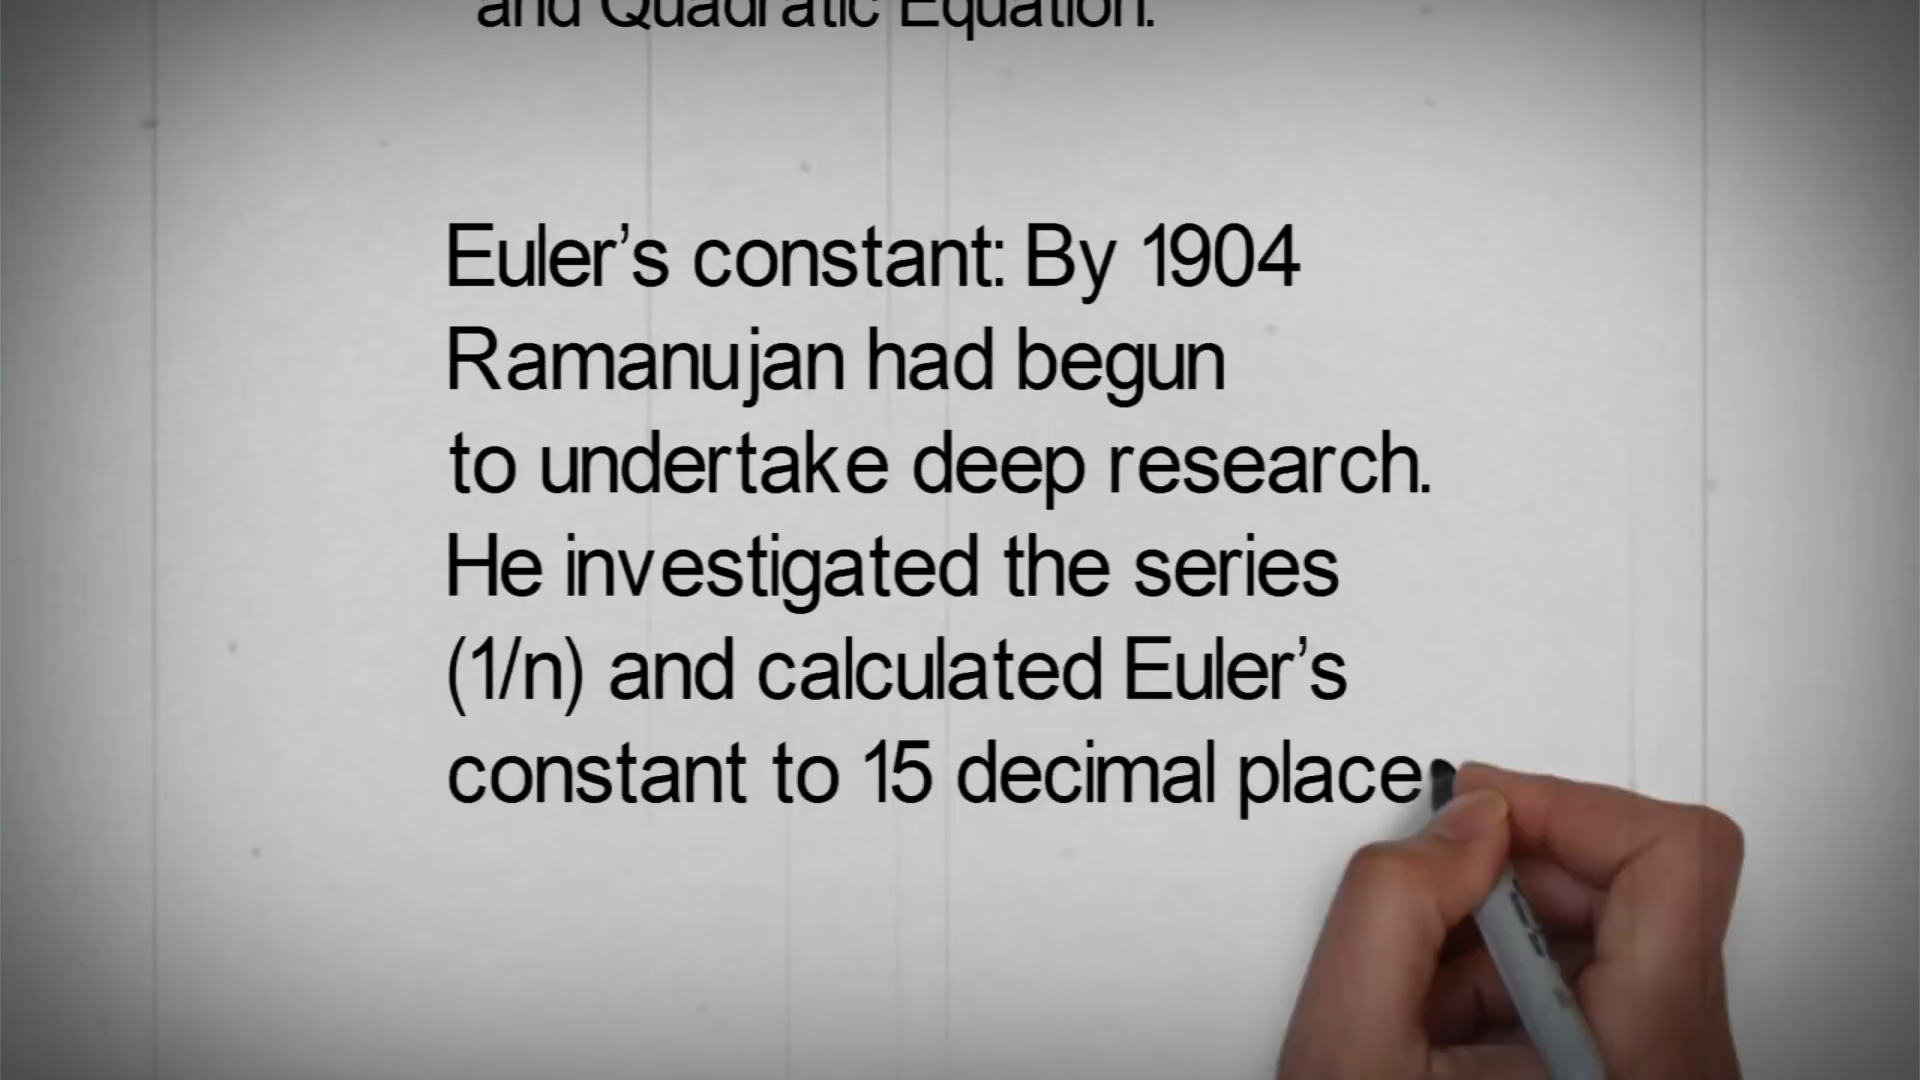 and Quadratic Equation.
Euler’s constant: By 1904
Ramanujan had begun
to undertake deep research.
He investigated the series
(1/n) and calculated Euler’s
constant to 15 decimal place